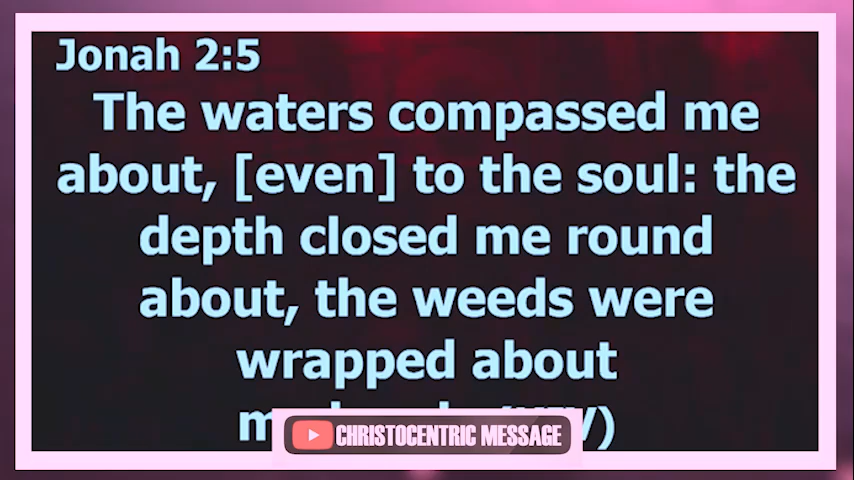 Jonah 2:5
The waters compassed me
about, [even] to the soul: the
depth closed me round
about, the weeds were
wrapped about
CHRISTOCENTRIC MESSAGE